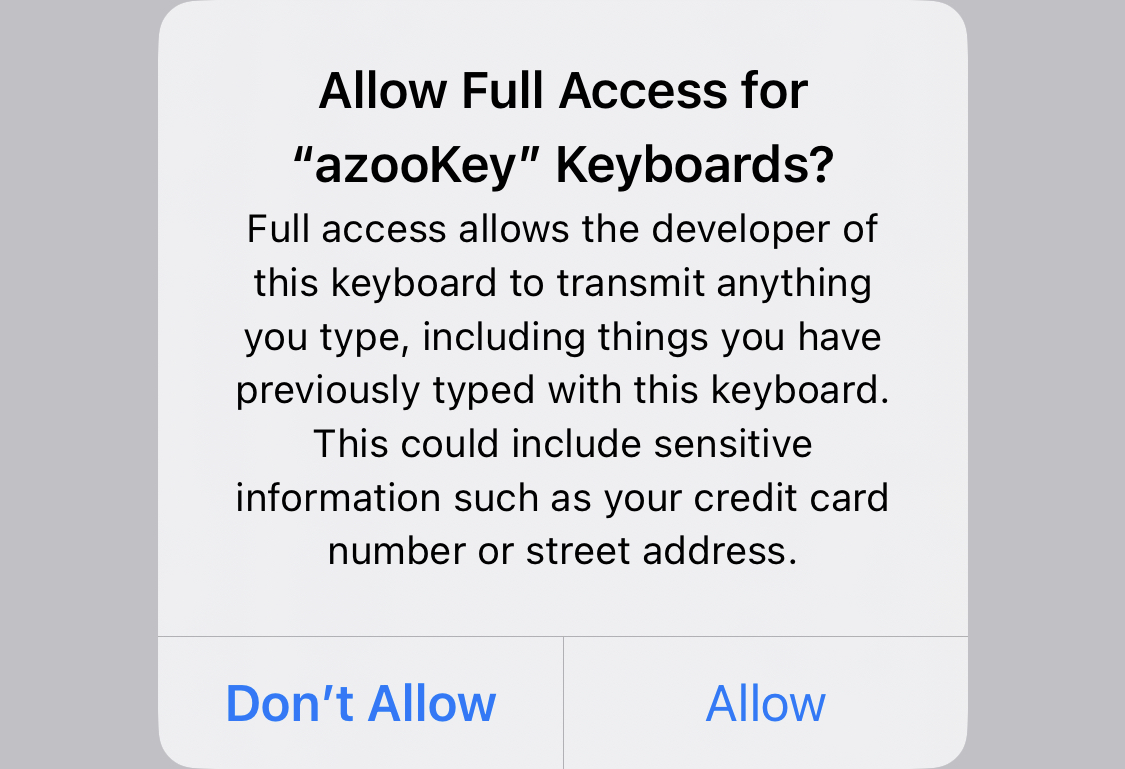 Allow Full Access for
“azooKey” Keyboards?
Full access allows the developer of
this keyboard to transmit anything
you type, including things you have
previously typed with this keyboard.
This could include sensitive
information such as your credit card
number or street address.
Don’t Allow
Allow